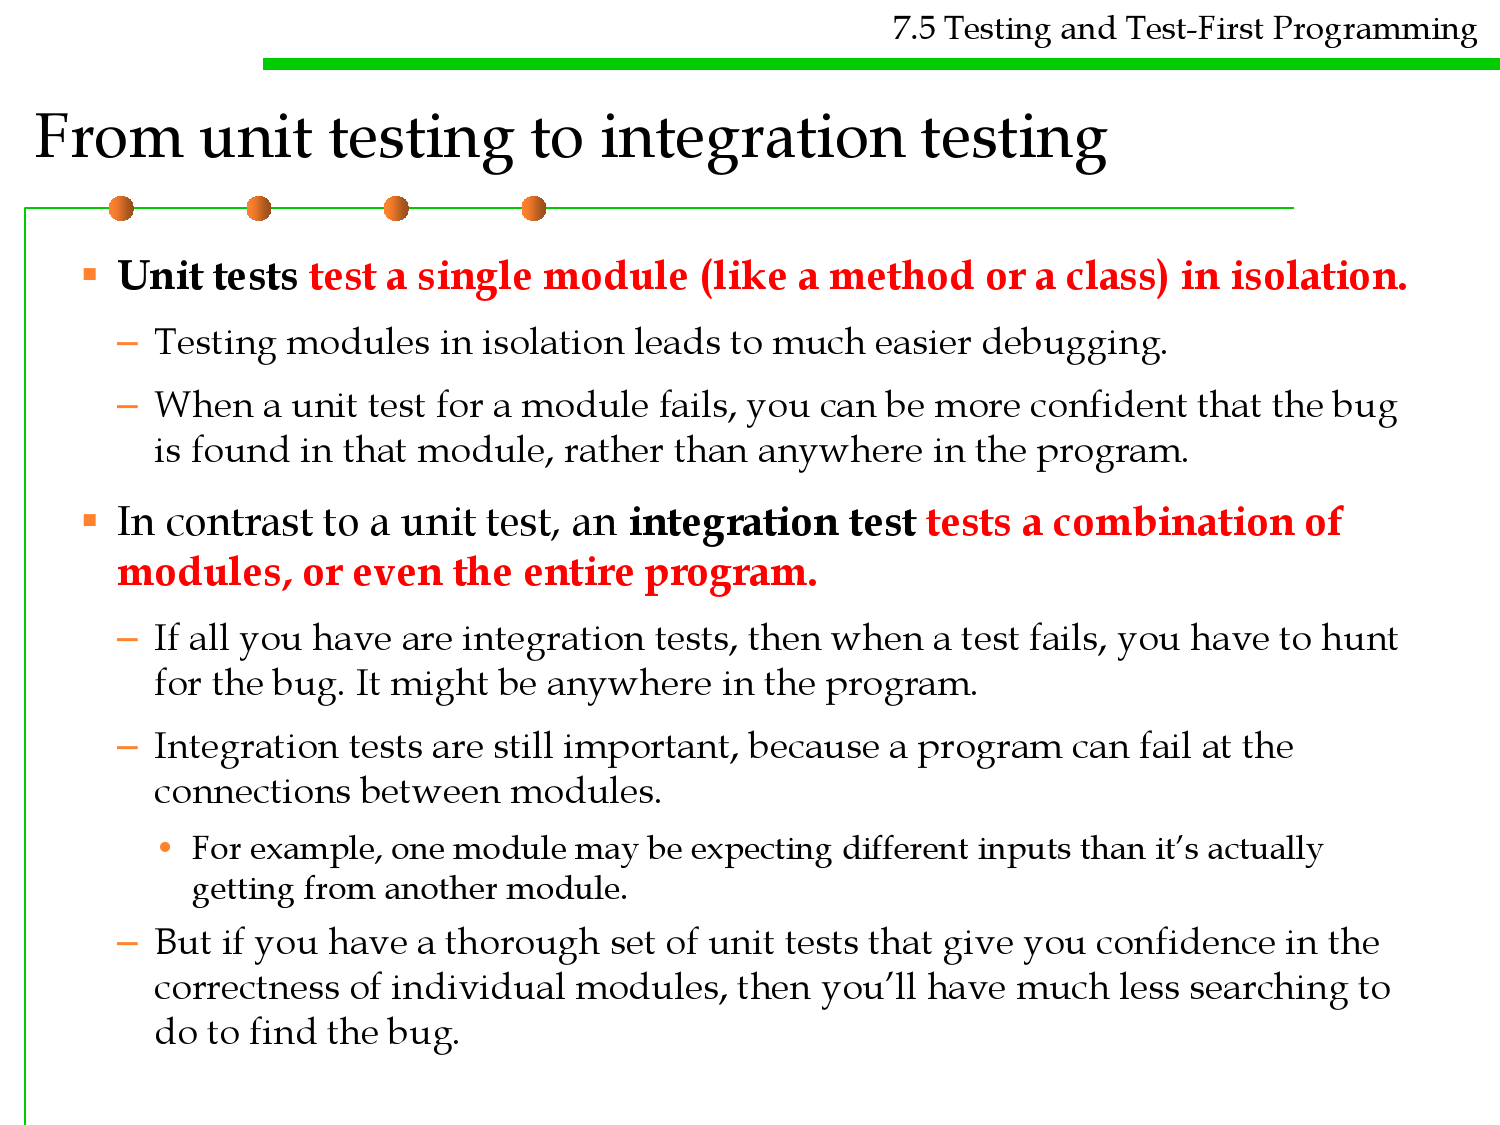 7.5 Testing and Test-First Programming
From unit testing to integration testing
▪ Unit tests test a single module (like a method or a class) in isolation.
– Testing modules in isolation leads to much easier debugging.
– When a unit test for a module fails, you can be more confident that the bug
is found in that module, rather than anywhere in the program.
▪ In contrast to a unit test, an integration test tests a combination of
modules, or even the entire program.
– If all you have are integration tests, then when a test fails, you have to hunt
for the bug. It might be anywhere in the program.
– Integration tests are still important, because a program can fail at the
connections between modules.
• For example, one module may be expecting different inputs than it’s actually
getting from another module.
– But if you have a thorough set of unit tests that give you confidence in the
correctness of individual modules, then you’ll have much less searching to
do to find the bug.